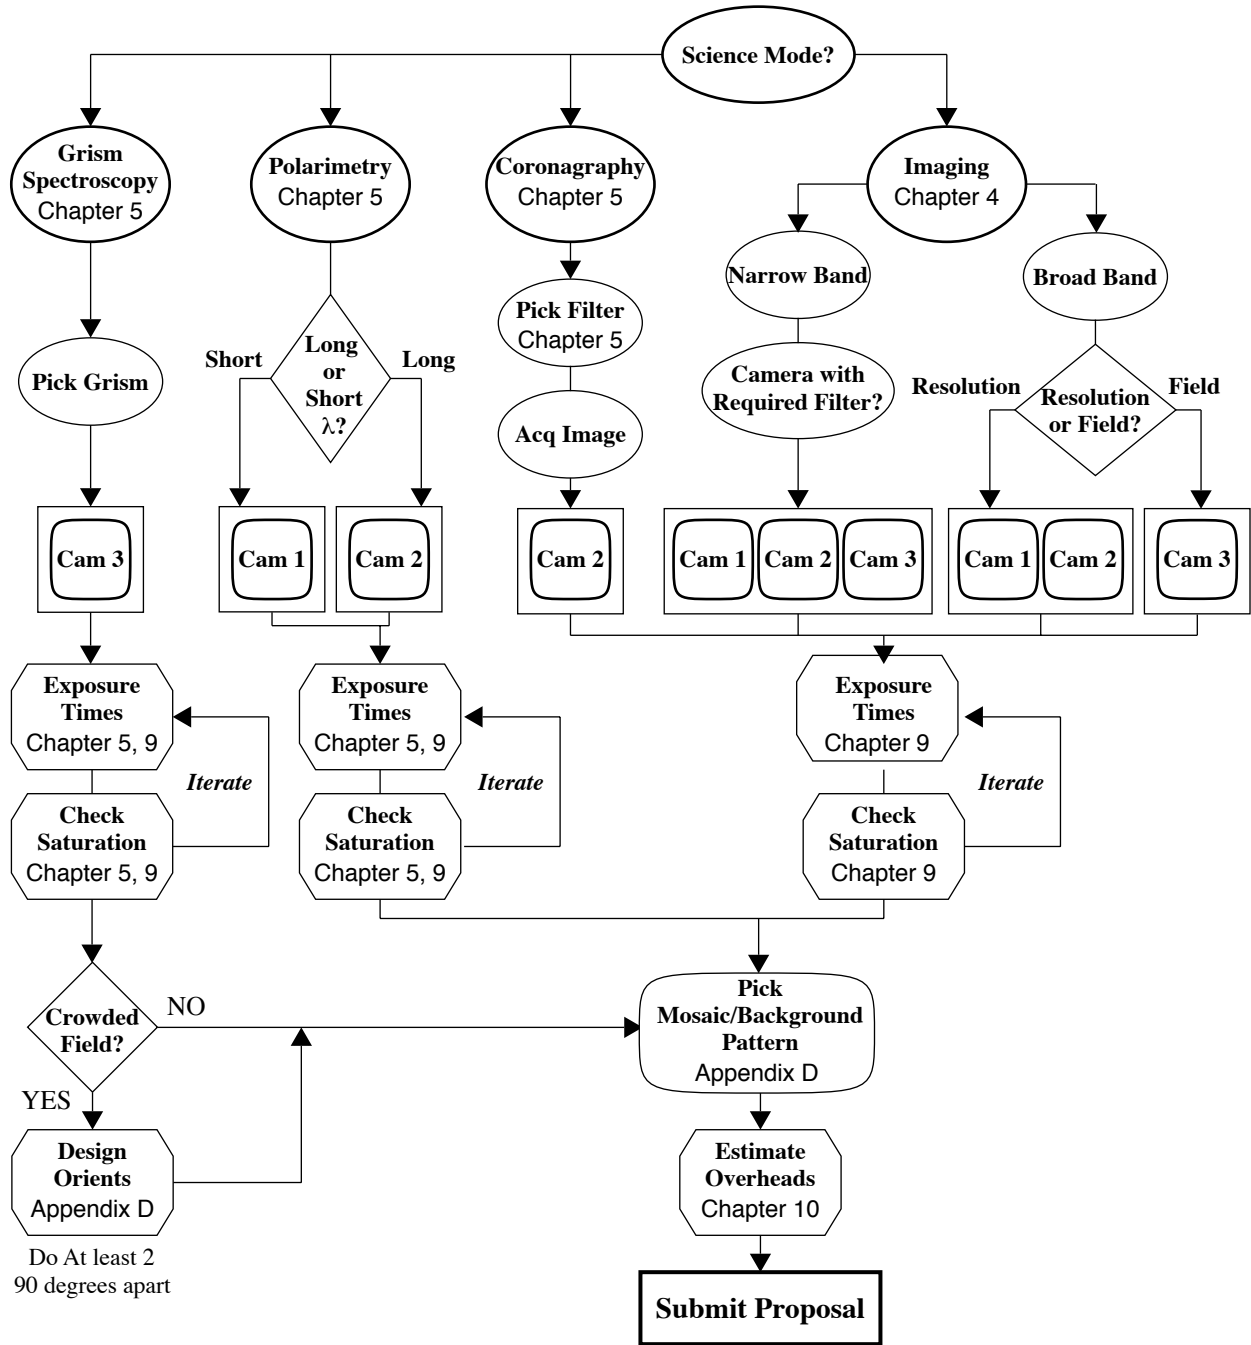 Science Mode?
Grism
Spectroscopy
Chapter 5
Polarimetry
Chapter 5
Coronagraphy
Chapter 5
Imaging
Chapter 4
Narrow Band
Broad Band
Pick Filter
Chapter 5
Pick Grism
Short
Long
or
Short
λ?
Long
Acq Image
Camera with
Required Filter?
Resolution
Resolution
or Field?
Field
Cam 3
Cam 1
Cam 2
Cam 2
Cam 1
Cam 2
Cam 3
Cam 1
Cam 2
Cam 3
Exposure
Times
Chapter 5, 9
Iterate
Check
Saturation
Chapter 5, 9
Exposure
Times
Chapter 5, 9
Iterate
Check
Saturation
Chapter 5, 9
Exposure
Times
Chapter 9
Iterate
Check
Saturation
Chapter 9
Crowded
Field?
NO
YES
Pick
Mosaic/Background
Pattern
Appendix D
Design
Orients
Appendix D
Do At least 2
90 degrees apart
Estimate
Overheads
Chapter 10
Submit Proposal